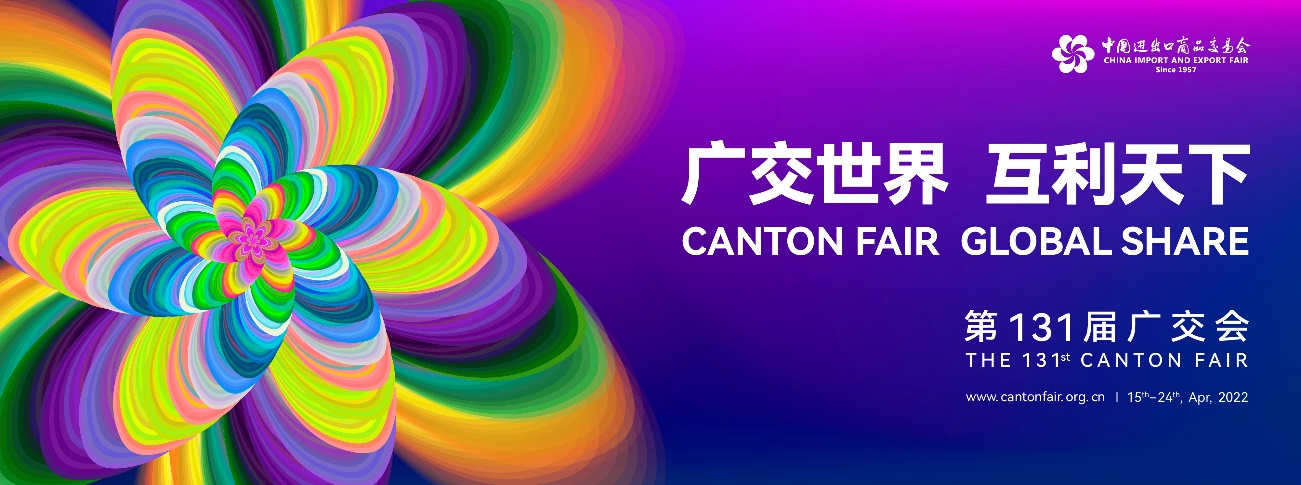 中国进出口商品交易会
CHINA IMPORT AND EXPORT FAIR
Since 1957
广交世界 互利天下
CANTON FAIR GLOBAL SHARE
第131届广交会
THE 131st CANTON FAIR
www.cantonfair.org.cn | 15th–24th, Apr, 2022